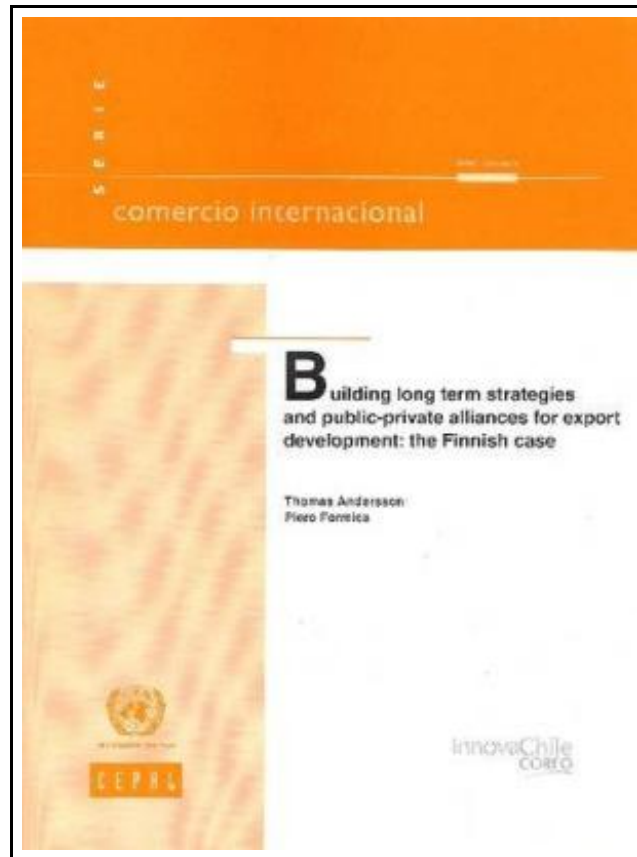 SERIE
comercio internacional
Building long term strategies
and public-private alliances for export
development: the Finnish case
Thomas Andersson
Piero Formica
CEPAL
InnovaChile
CORFO